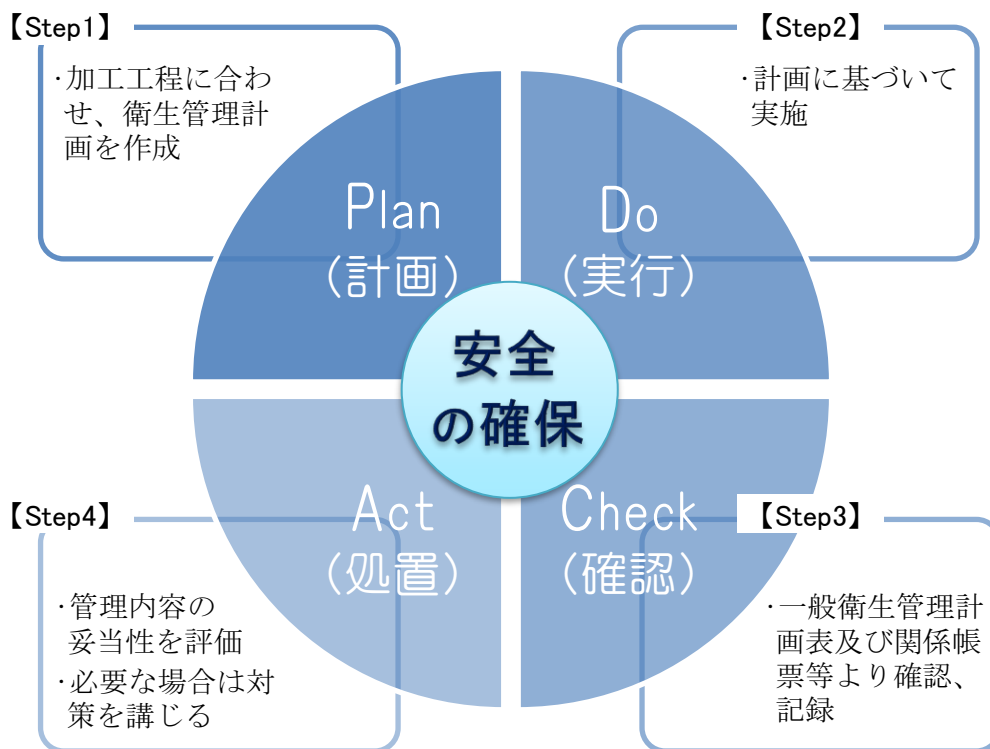 【Step1】
・加工工程に合わ
せ、衛生管理計
画を作成
Plan
（計画）
【Step2】
・計画に基づいて
実施
Do
（実行）
安全
の確保
【Step3】
・一般衛生管理計
画表及び関係帳
票等より確認、
記録
Check
（確認）
【Step4】
・管理内容の
妥当性を評価
・必要な場合は対
策を講じる
Act
（処置）